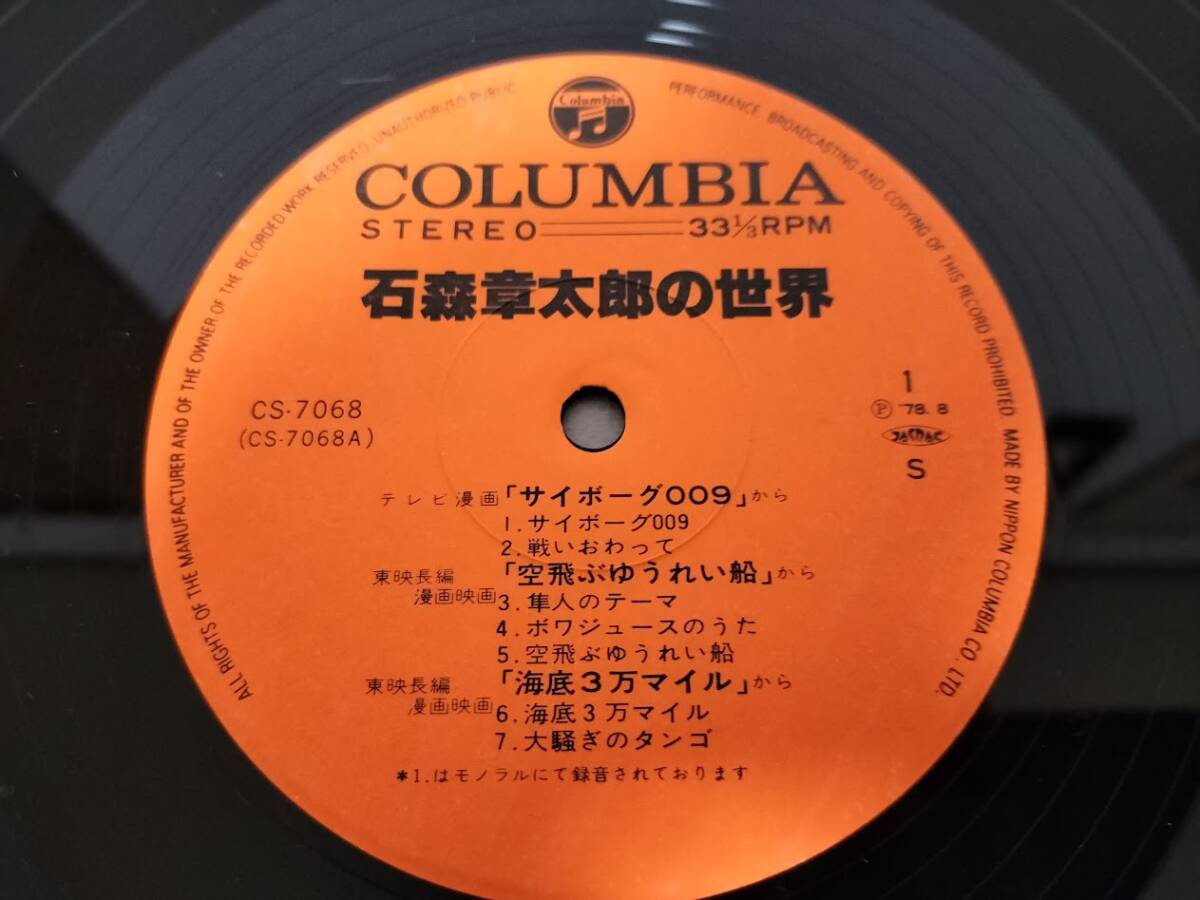 Columbia
COLUMBIA
STEREO 33⅓RPM
石森章太郎の世界
CS-7068
(CS-7068A)
1
Ⓟ '78. 8
JASRAC
S
テレビ漫画「サイボーグ009」から
1.サイボーグ009
2.戦いおわって
東映長編漫画映画「空飛ぶゆうれい船」から
3.隼人のテーマ
4.ボワジュースのうた
5.空飛ぶゆうれい船
東映長編漫画映画「海底3万マイル」から
6.海底3万マイル
7.大騒ぎのタンゴ
*1.はモノラルにて録音されております
ALL RIGHTS OF THE MANUFACTURER AND OF THE OWNER OF THE RECORDED WORK RESERVED. UNAUTHORIZED PUBLIC PERFORMANCE. BROADCASTING AND COPYING OF THIS RECORD PROHIBITED MADE BY NIPPON COLUMBIA CO., LTD.